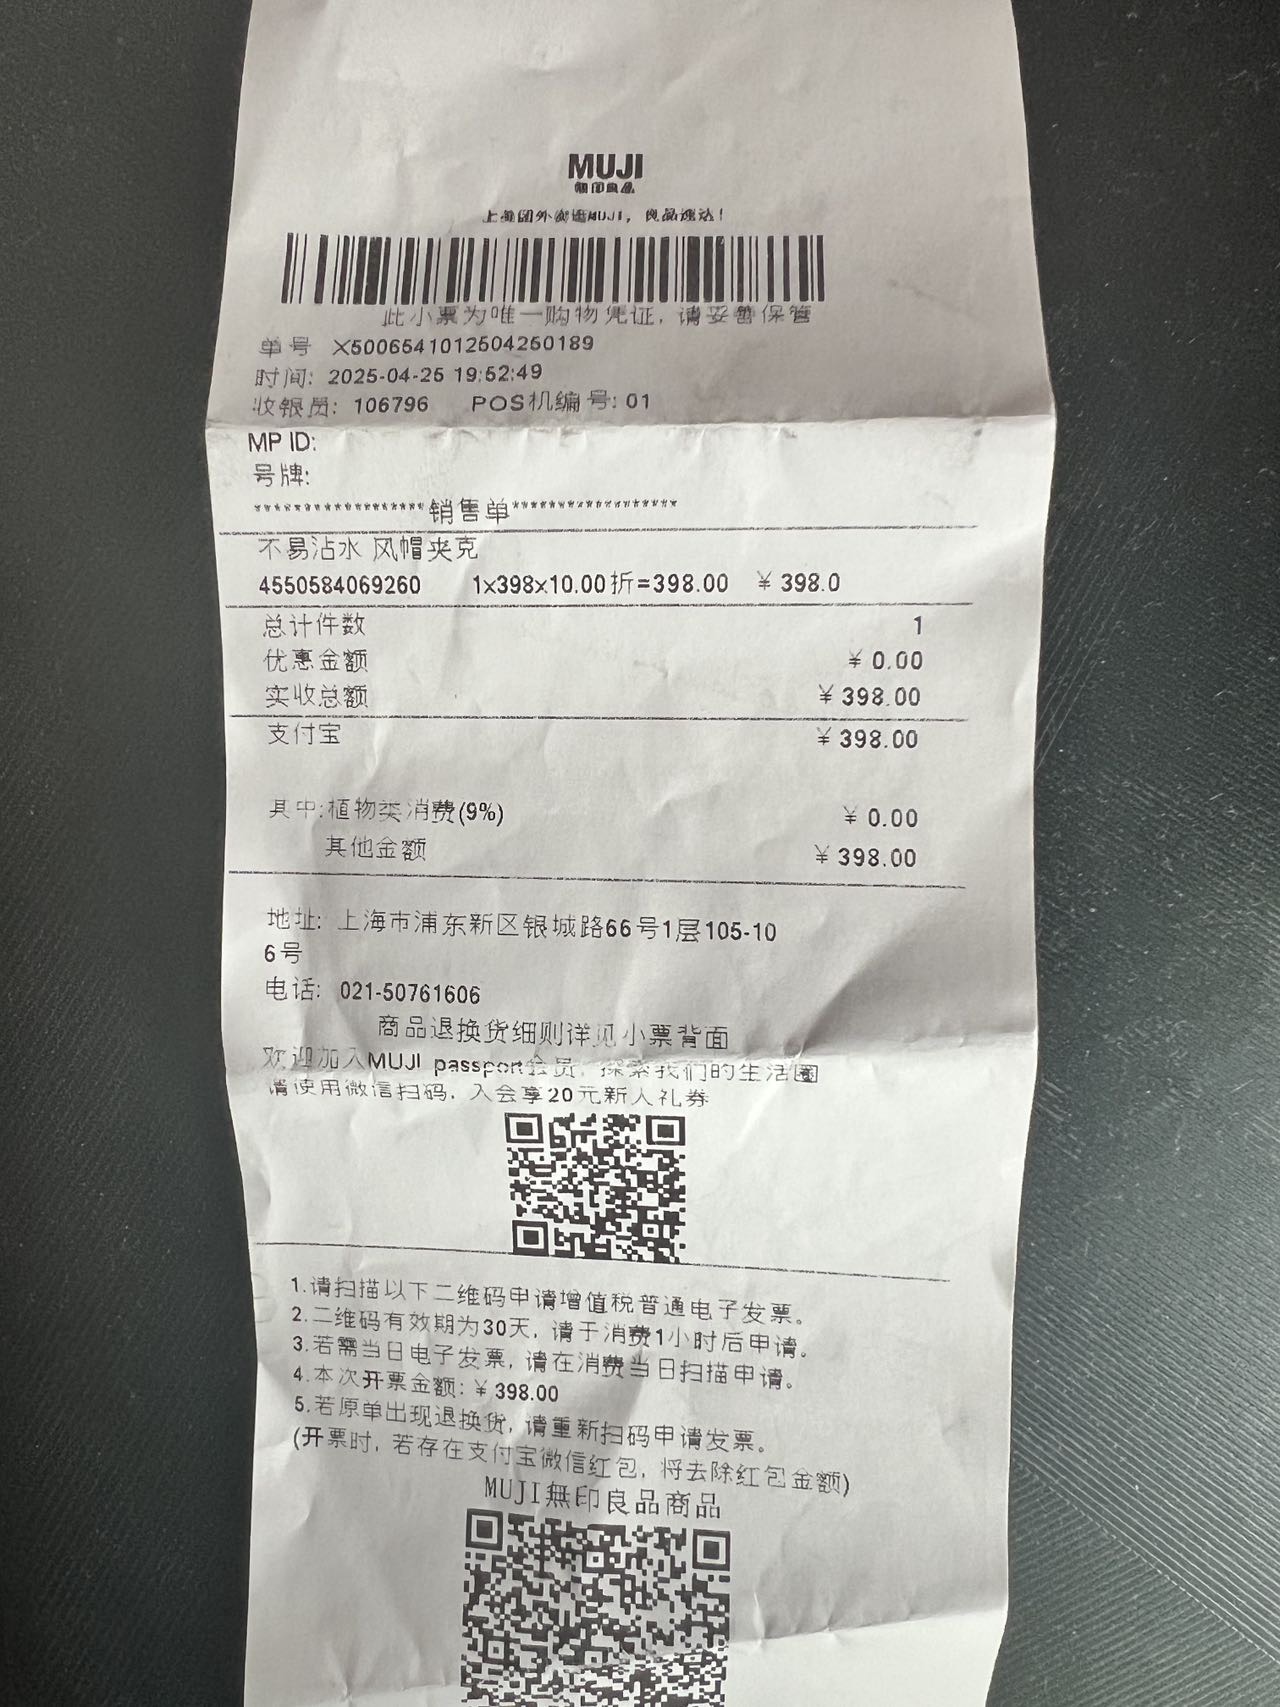 MUJI
無印良品
上美团外卖逛MUJI，良品速达！
此小票为唯一购物凭证, 请妥善保管
单号 X5006541012504250189
时间: 2025-04-25 19:52:49
收银员: 106796 POS机编号: 01
MP ID:
号牌:
******************销售单******************
不易沾水 风帽夹克
4550584069260 1x398x10.00折=398.00 ￥398.0
总计件数 1
优惠金额 ￥0.00
实收总额 ￥398.00
支付宝 ￥398.00
其中:植物类消费(9%) ￥0.00
其他金额 ￥398.00
地址: 上海市浦东新区银城路66号1层105-10
6号
电话: 021-50761606
商品退换货细则详见小票背面
欢迎加入MUJI passport会员, 探索我们的生活圈
请使用微信扫码, 入会享20元新人礼券
1.请扫描以下二维码申请增值税普通电子发票。
2.二维码有效期为30天, 请于消费1小时后申请。
3.若需当日电子发票, 请在消费当日扫描申请。
4.本次开票金额: ￥398.00
5.若原单出现退换货, 请重新扫码申请发票。
(开票时, 若存在支付宝微信红包, 将去除红包金额)
MUJI無印良品商品